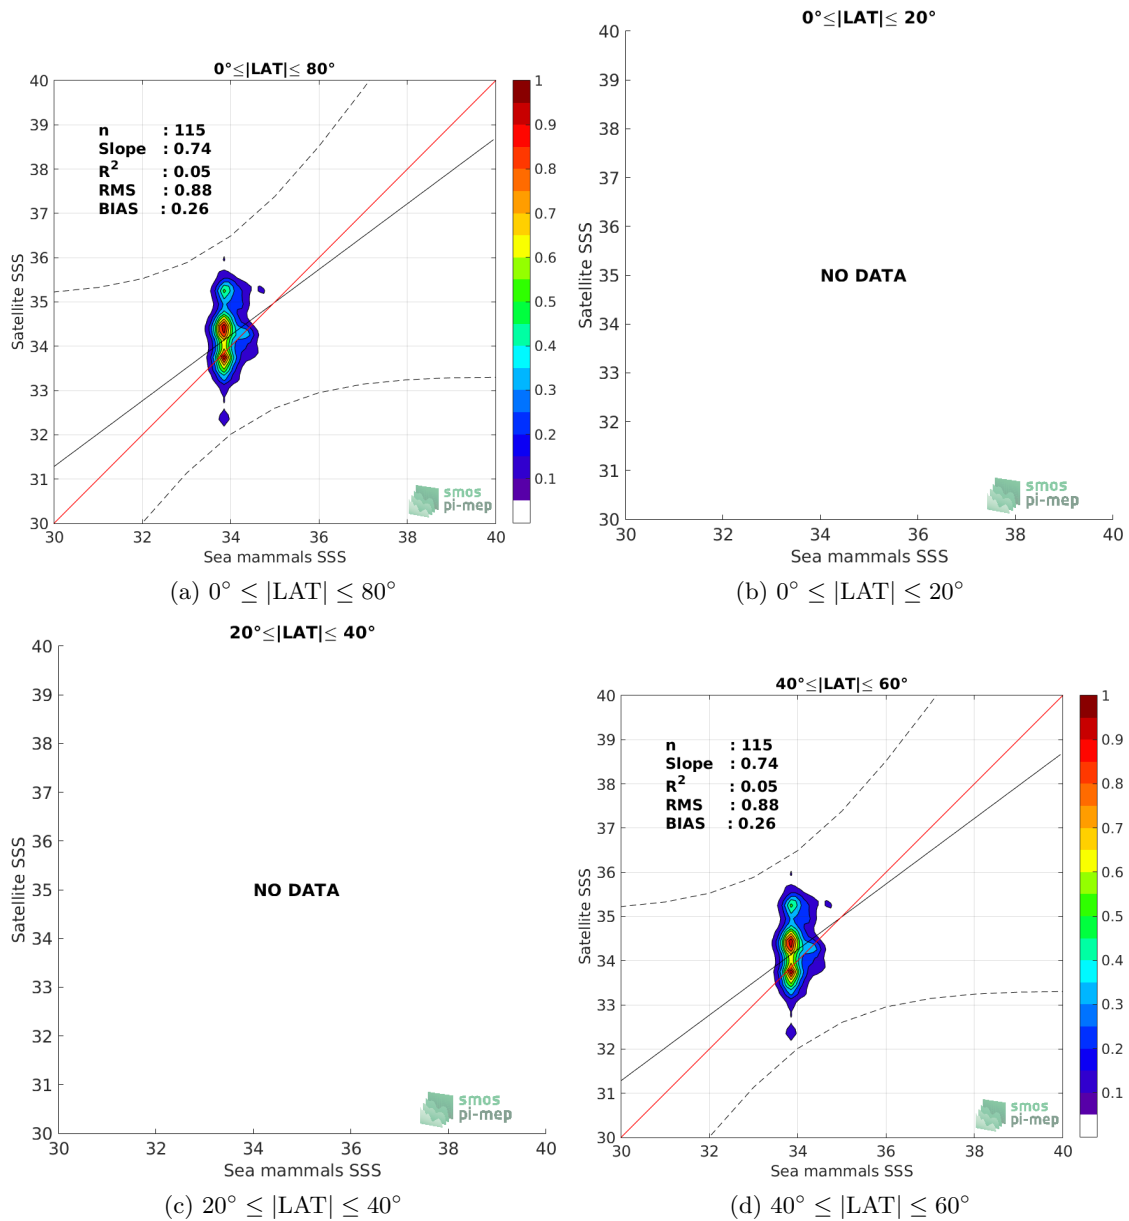 0°≤|LAT|≤ 80°
n : 115
Slope : 0.74
R² : 0.05
RMS : 0.88
BIAS : 0.26
40
39
38
37
36
35
34
33
32
31
30
30 32 34 36 38 40
Satellite SSS
Sea mammals SSS
1
0.9
0.8
0.7
0.6
0.5
0.4
0.3
0.2
0.1
smos
pi-mep
(a) 0° ≤ |LAT| ≤ 80°
0°≤|LAT|≤ 20°
40
39
38
37
36
35
34
33
32
31
30
30 32 34 36 38 40
Satellite SSS
NO DATA
Sea mammals SSS
smos
pi-mep
(b) 0° ≤ |LAT| ≤ 20°
20°≤|LAT|≤ 40°
40
39
38
37
36
35
34
33
32
31
30
30 32 34 36 38 40
Satellite SSS
NO DATA
Sea mammals SSS
smos
pi-mep
(c) 20° ≤ |LAT| ≤ 40°
40°≤|LAT|≤ 60°
n : 115
Slope : 0.74
R² : 0.05
RMS : 0.88
BIAS : 0.26
40
39
38
37
36
35
34
33
32
31
30
30 32 34 36 38 40
Satellite SSS
Sea mammals SSS
1
0.9
0.8
0.7
0.6
0.5
0.4
0.3
0.2
0.1
smos
pi-mep
(d) 40° ≤ |LAT| ≤ 60°